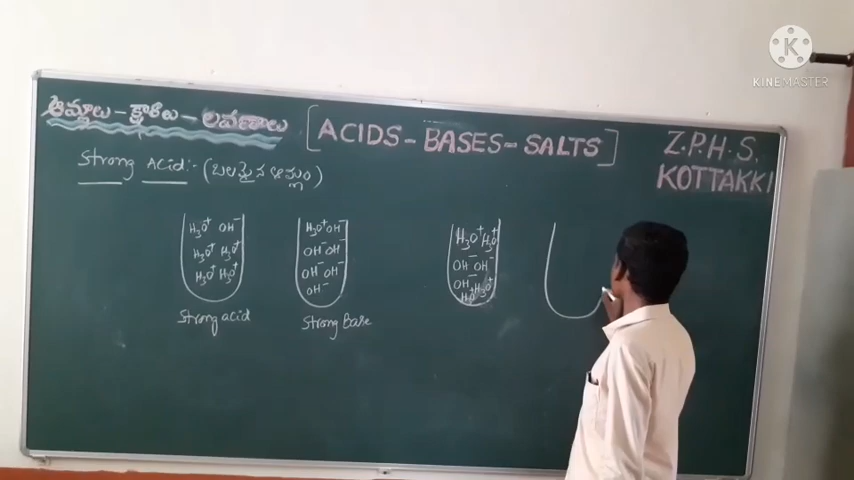 ఆమ్లాలు - క్షారాలు - లవణాలు [ACIDS - BASES - SALTS]
Z.P.H.S.
KOTTAKKI
Strong Acid:- (బలమైన ఆమ్లం)
H₃O⁺ OH⁻
H₃O⁺ H₃O⁺
H₃O⁺ H₃O⁺
Strong acid
H₃O⁺ OH⁻
OH⁻ OH⁻
OH⁻ OH⁻
OH⁻
Strong Base
H₃O⁺ H₃O⁺
OH⁻ OH⁻
OH⁻ H₃O⁺
H₃O⁺
KINEMASTER